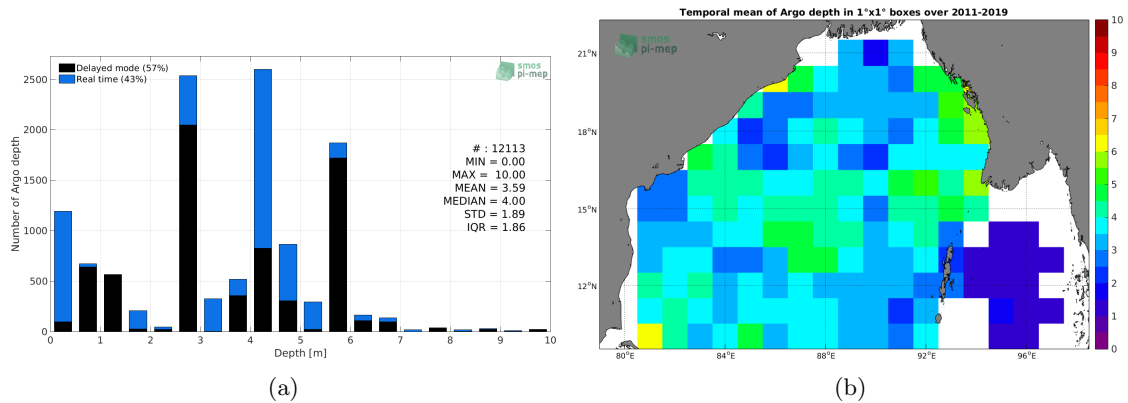 smos
pi-mep
Delayed mode (57%)
Real time (43%)
# : 12113
MIN = 0.00
MAX = 10.00
MEAN = 3.59
MEDIAN = 4.00
STD = 1.89
IQR = 1.86
Number of Argo depth
2500
2000
1500
1000
500
0
0 1 2 3 4 5 6 7 8 9 10
Depth [m]
(a)
Temporal mean of Argo depth in 1°x1° boxes over 2011-2019
smos
pi-mep
21°N
18°N
15°N
12°N
80°E 84°E 88°E 92°E 96°E
10
9
8
7
6
5
4
3
2
1
0
(b)